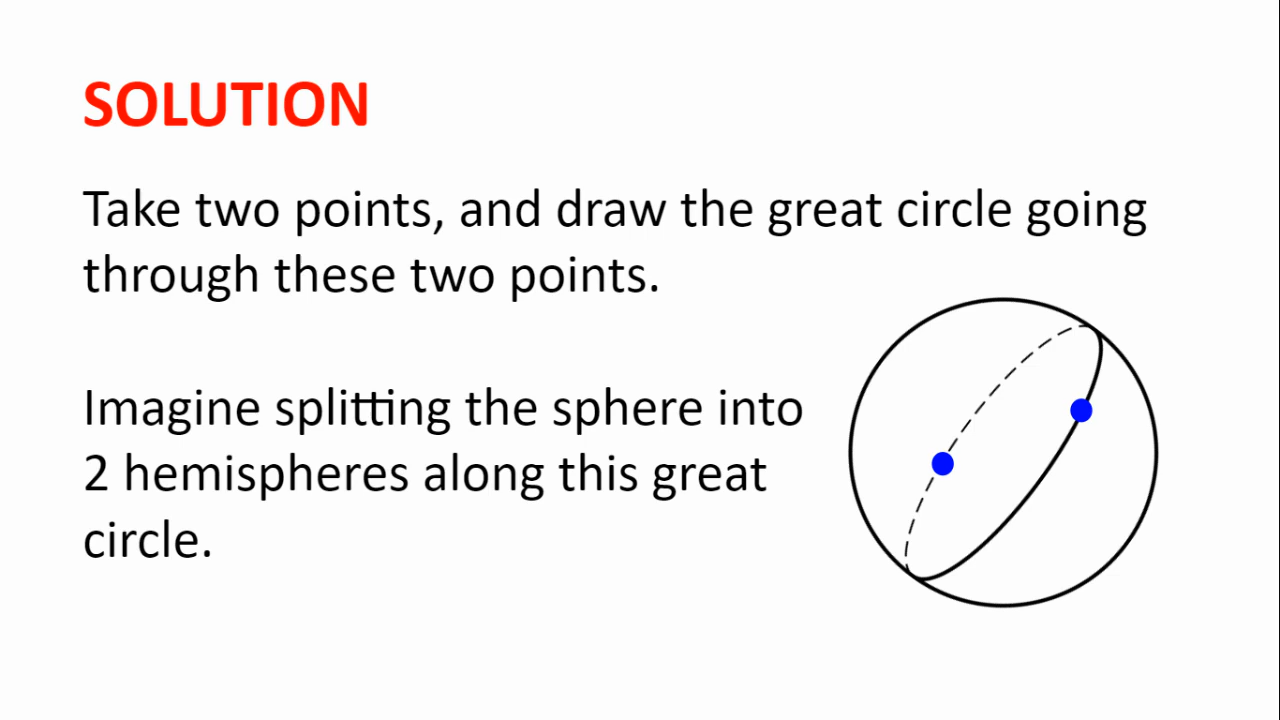 SOLUTION
Take two points, and draw the great circle going
through these two points.
Imagine splitting the sphere into
2 hemispheres along this great
circle.